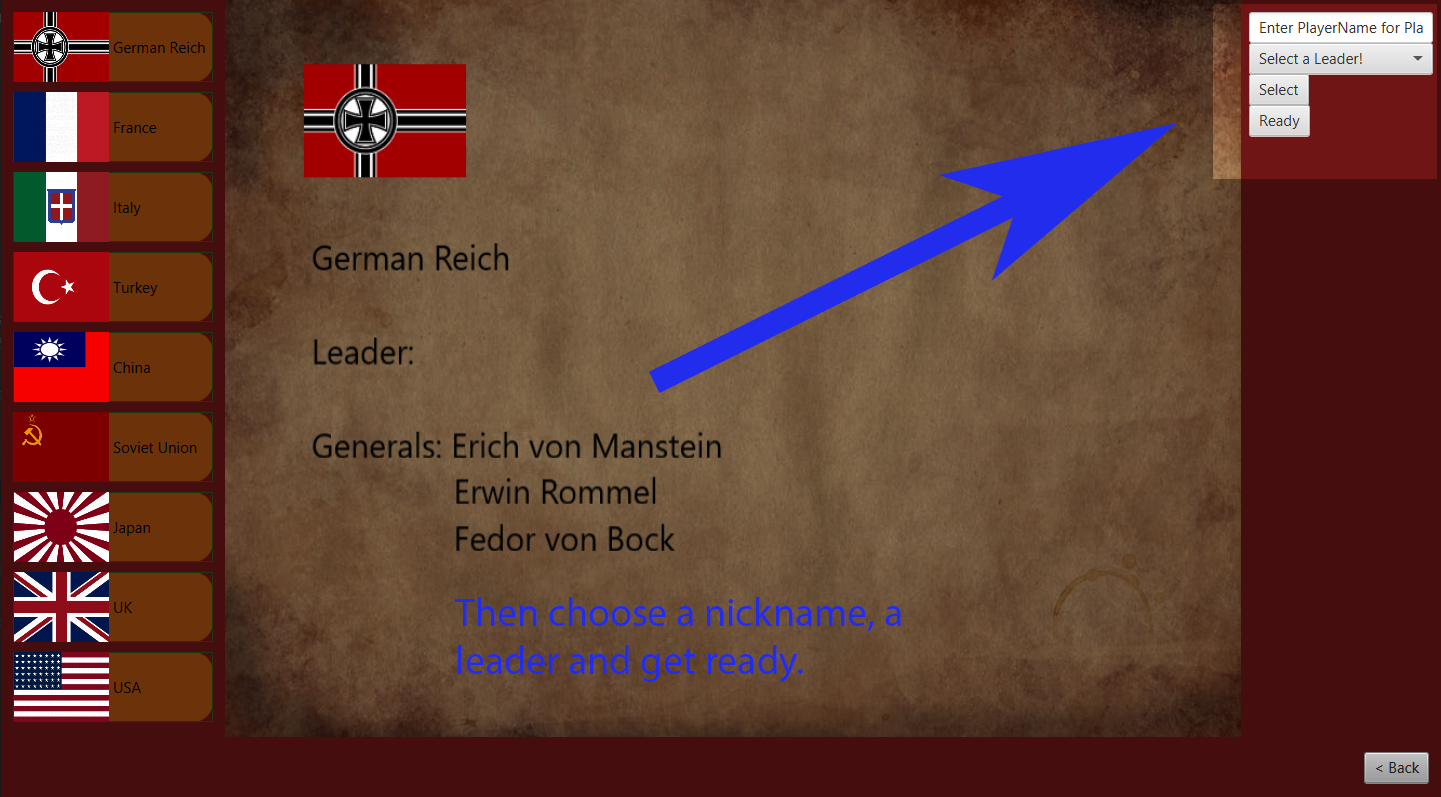 German Reich
France
Italy
Turkey
China
Soviet Union
Japan
UK
USA
German Reich
Leader:
Generals: Erich von Manstein
Erwin Rommel
Fedor von Bock
Then choose a nickname, a
leader and get ready.
Enter PlayerName for Pla
Select a Leader!
Select
Ready
< Back